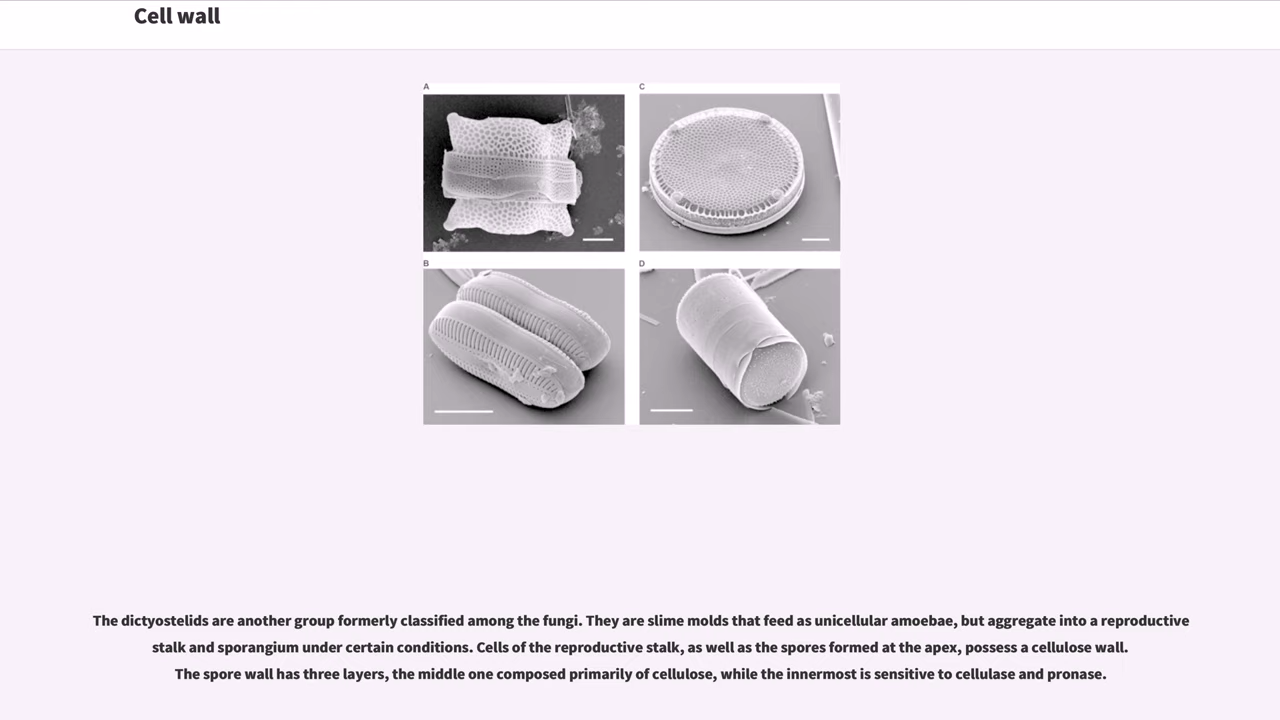 Cell wall
A
C
B
D
The dictyostelids are another group formerly classified among the fungi. They are slime molds that feed as unicellular amoebae, but aggregate into a reproductive
stalk and sporangium under certain conditions. Cells of the reproductive stalk, as well as the spores formed at the apex, possess a cellulose wall.
The spore wall has three layers, the middle one composed primarily of cellulose, while the innermost is sensitive to cellulase and pronase.